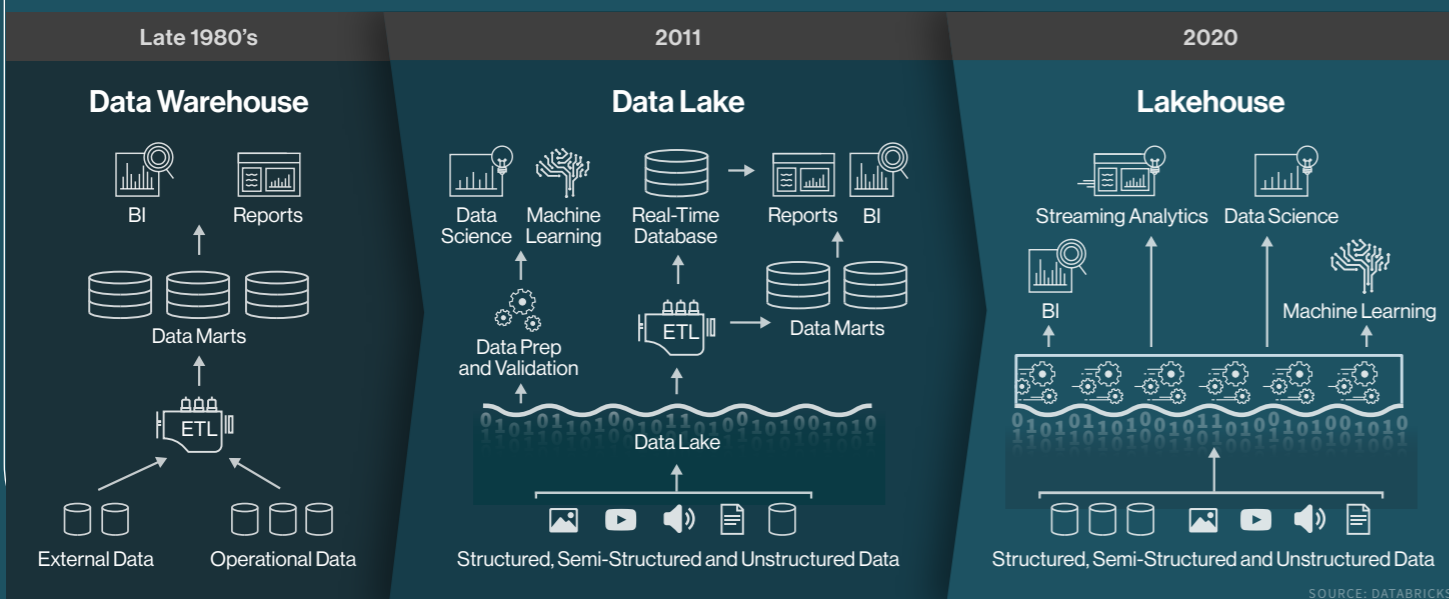 Late 1980's
Data Warehouse
BI
Reports
Data Marts
ETL
External Data
Operational Data
2011
Data Lake
Data
Science
Machine
Learning
Real-Time
Database
Reports
BI
Data Prep
and Validation
ETL
Data Marts
Data Lake
Structured, Semi-Structured and Unstructured Data
2020
Lakehouse
Streaming Analytics
Data Science
BI
Machine Learning
Structured, Semi-Structured and Unstructured Data
SOURCE: DATABRICKS